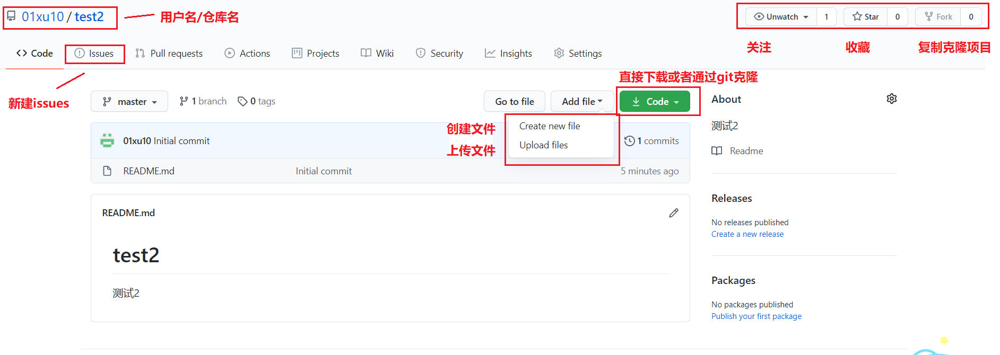 01xu10 / test2
用户名/仓库名
Unwatch 1
Star 0
Fork 0
关注
收藏
复制克隆项目
Code
Issues
Pull requests
Actions
Projects
Wiki
Security
Insights
Settings
新建issues
直接下载或者通过git克隆
master
1 branch
0 tags
Go to file
Add file
Code
创建文件
上传文件
Create new file
Upload files
01xu10 Initial commit
1 commits
README.md
Initial commit
5 minutes ago
README.md
test2
测试2
About
测试2
Readme
Releases
No releases published
Create a new release
Packages
No packages published
Publish your first package